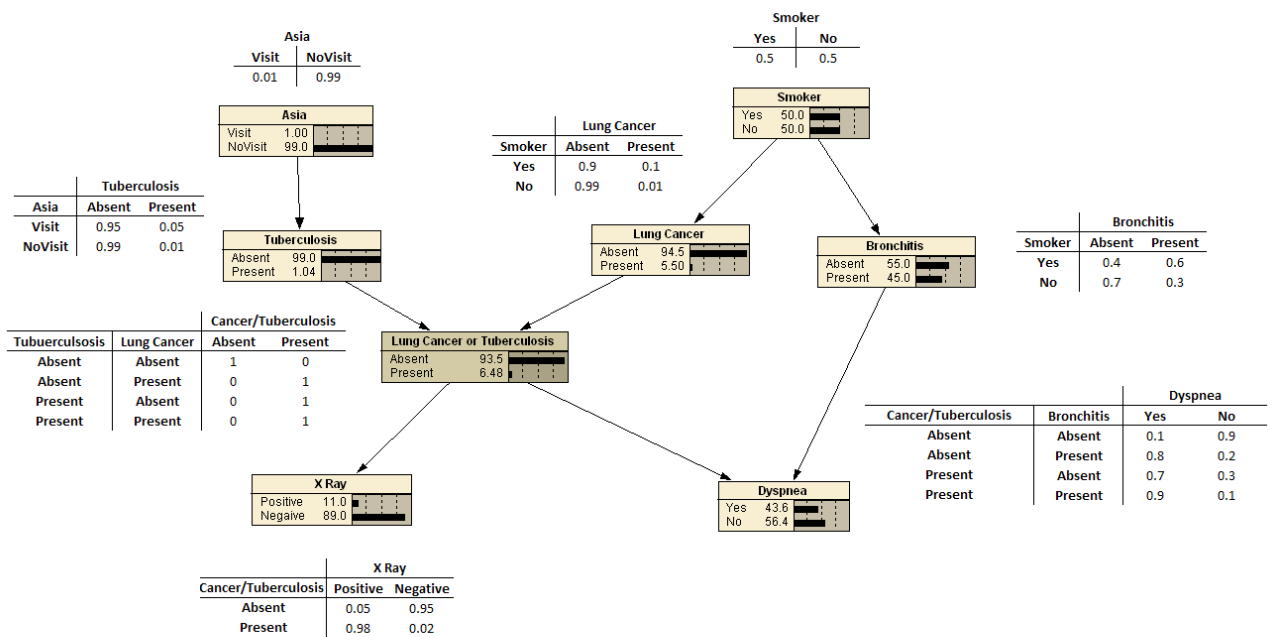 Smoker
Yes No
0.5 0.5
Asia
Visit NoVisit
0.01 0.99
Smoker
Yes 50.0
No 50.0
Asia
Visit 1.00
NoVisit 99.0
Lung Cancer
Smoker Absent Present
Yes 0.9 0.1
No 0.99 0.01
Tuberculosis
Asia Absent Present
Visit 0.95 0.05
NoVisit 0.99 0.01
Tuberculosis
Absent 99.0
Present 1.04
Lung Cancer
Absent 94.5
Present 5.50
Bronchitis
Absent 55.0
Present 45.0
Bronchitis
Smoker Absent Present
Yes 0.4 0.6
No 0.7 0.3
Cancer/Tuberculosis
Tubuerculsosis Lung Cancer Absent Present
Absent Absent 1 0
Absent Present 0 1
Present Absent 0 1
Present Present 0 1
Lung Cancer or Tuberculosis
Absent 93.5
Present 6.48
Dyspnea
Cancer/Tuberculosis Bronchitis Yes No
Absent Absent 0.1 0.9
Absent Present 0.8 0.2
Present Absent 0.7 0.3
Present Present 0.9 0.1
X Ray
Positive 11.0
Negaive 89.0
Dyspnea
Yes 43.6
No 56.4
X Ray
Cancer/Tuberculosis Positive Negative
Absent 0.05 0.95
Present 0.98 0.02